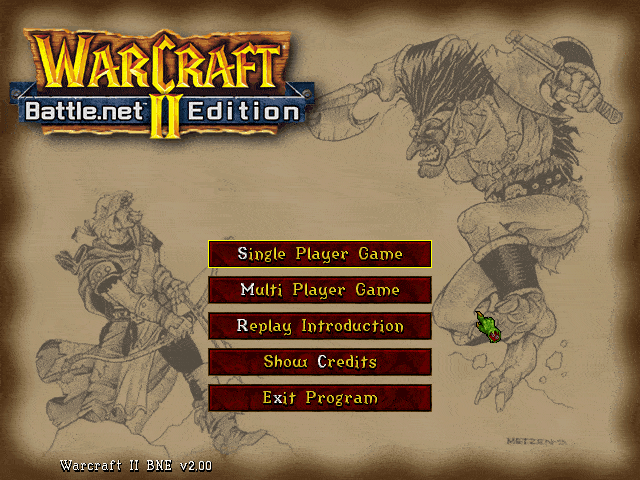 WARCRAFT
II
Battle.net™ Edition
Single Player Game
Multi Player Game
Replay Introduction
Show Credits
Exit Program
Warcraft II BNE v2.00